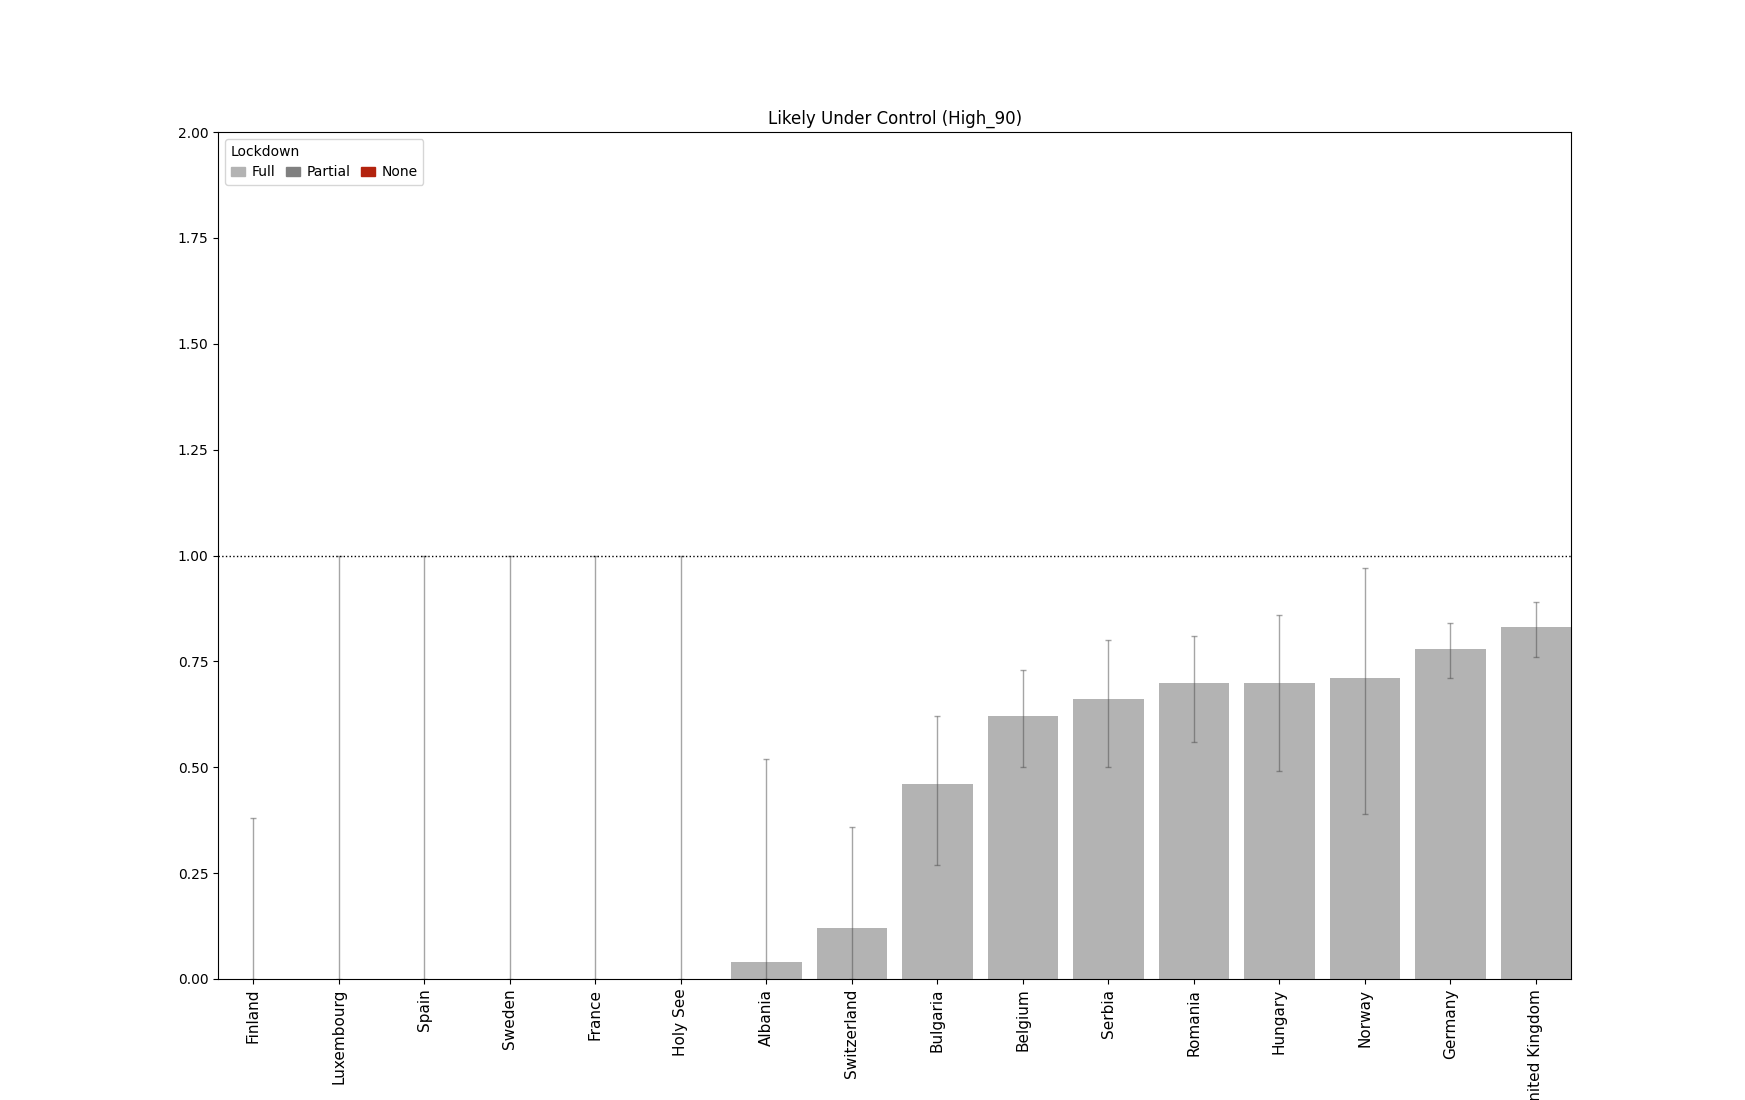 Likely Under Control (High_90)
Lockdown
Full Partial None
2.00
1.75
1.50
1.25
1.00
0.75
0.50
0.25
0.00
Finland
Luxembourg
Spain
Sweden
France
Holy See
Albania
Switzerland
Bulgaria
Belgium
Serbia
Romania
Hungary
Norway
Germany
nited Kingdom